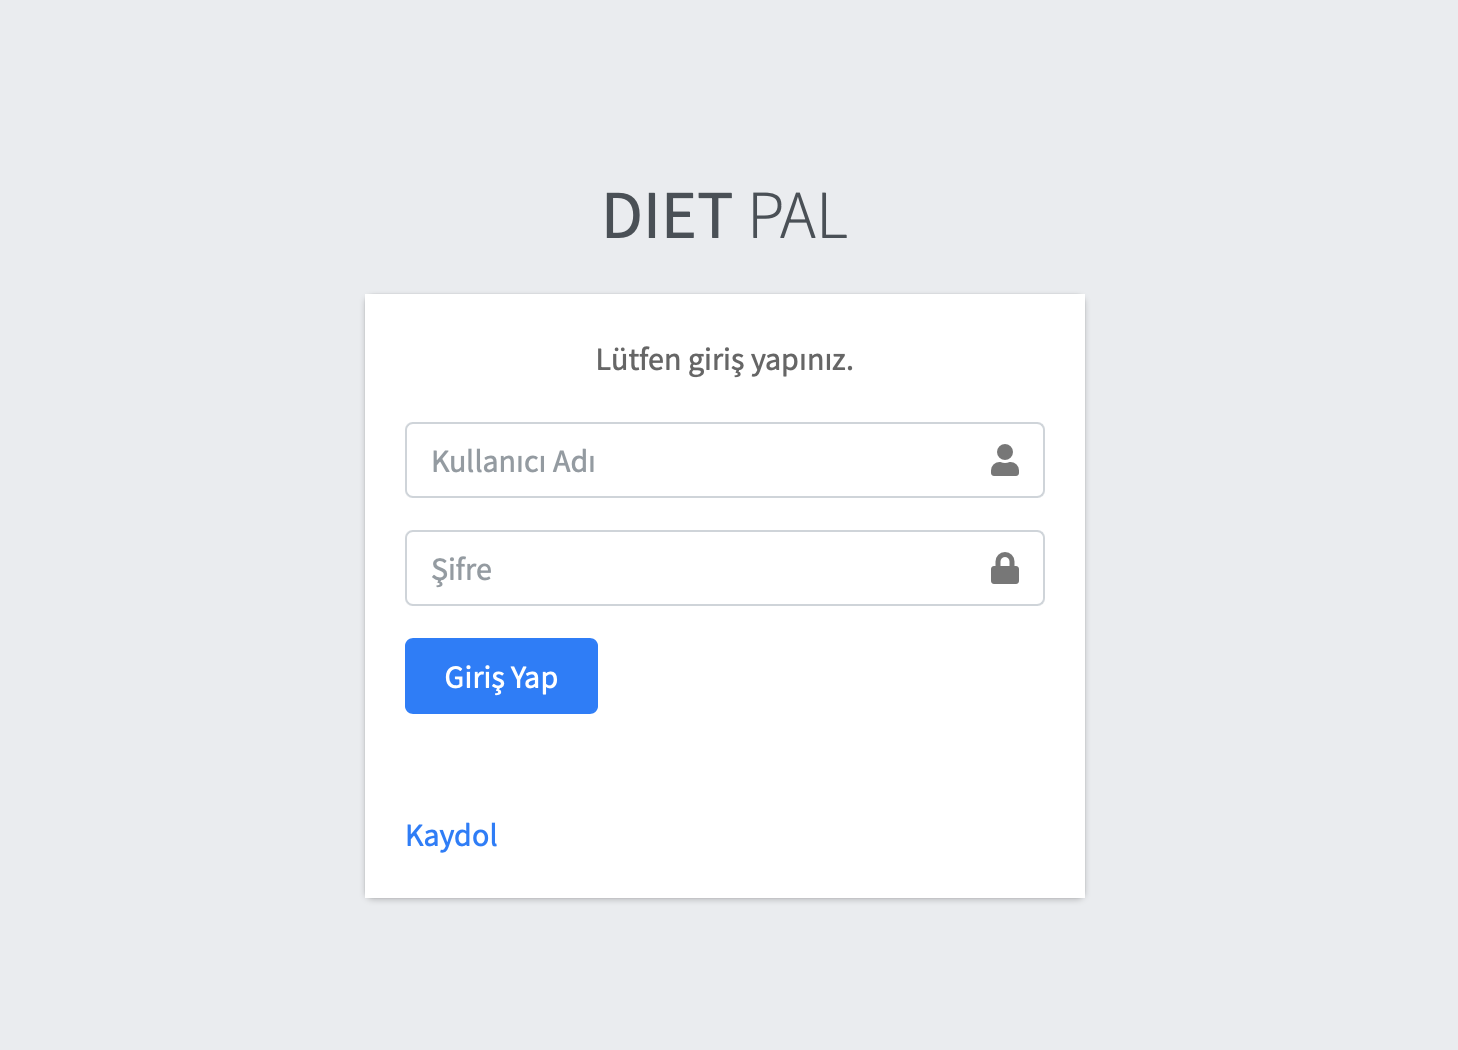 DIET PAL
Lütfen giriş yapınız.
Kullanıcı Adı
Şifre
Giriş Yap
Kaydol